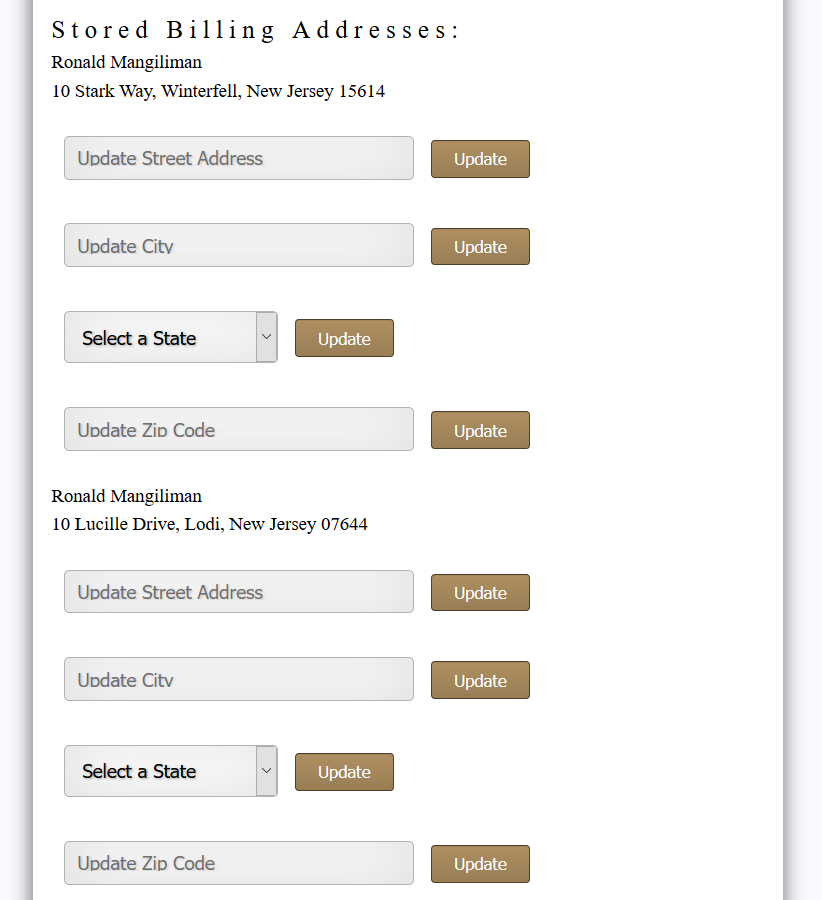 Stored Billing Addresses:
Ronald Mangiliman
10 Stark Way, Winterfell, New Jersey 15614
Update Street Address Update
Update City Update
Select a State Update
Update Zip Code Update
Ronald Mangiliman
10 Lucille Drive, Lodi, New Jersey 07644
Update Street Address Update
Update City Update
Select a State Update
Update Zip Code Update